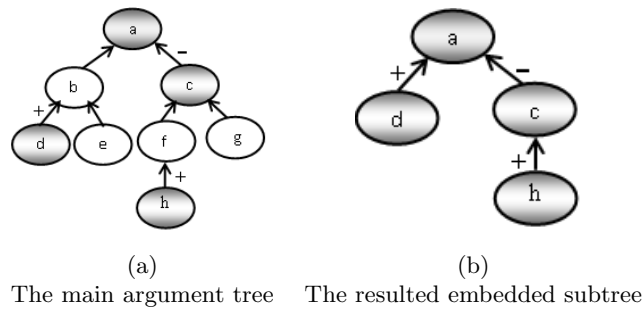 a
a
−
b
c
+
−
+
d
e
f
g
d
c
+
+
h
h
(a)
(b)
The main argument tree
The resulted embedded subtree